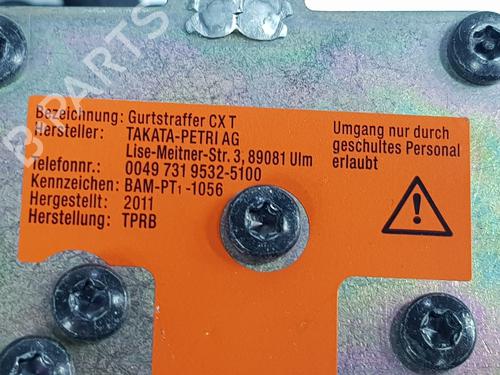 Bezeichnung: Gurtstraffer CX T
Hersteller: TAKATA-PETRI AG
Lise-Meitner-Str. 3, 89081 Ulm
Telefonnr.: 0049 731 9532-5100
Kennzeichen: BAM-PT₁-1056
Hergestellt: 2011
Herstellung: TPRB
Umgang nur durch
geschultes Personal
erlaubt
B-PARTS